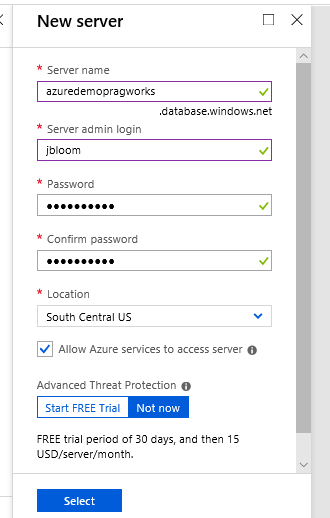 New server
* Server name
azuredemopragworks
.database.windows.net
* Server admin login
jbloom
* Password
●●●●●●●●●●
* Confirm password
●●●●●●●●●●
* Location
South Central US
Allow Azure services to access server
Advanced Threat Protection
Start FREE Trial Not now
FREE trial period of 30 days, and then 15
USD/server/month.
Select